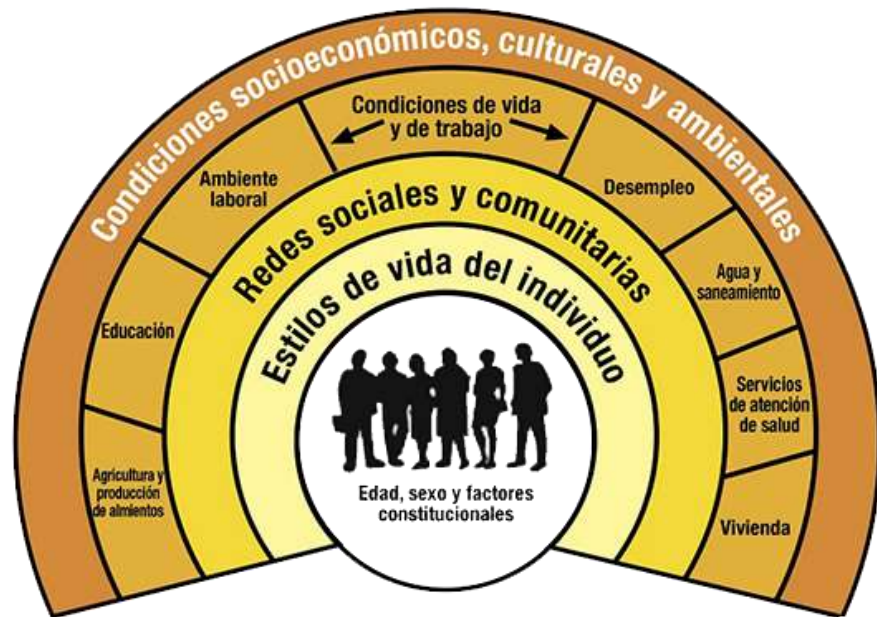 Condiciones socioeconómicos, culturales y ambientales
Condiciones de vida
y de trabajo
Ambiente
laboral
Desempleo
Redes sociales y comunitarias
Agua y
saneamiento
Educación
Estilos de vida del individuo
Servicios
de atención
de salud
Agricultura y
producción
de almientos
Edad, sexo y factores
constitucionales
Vivienda